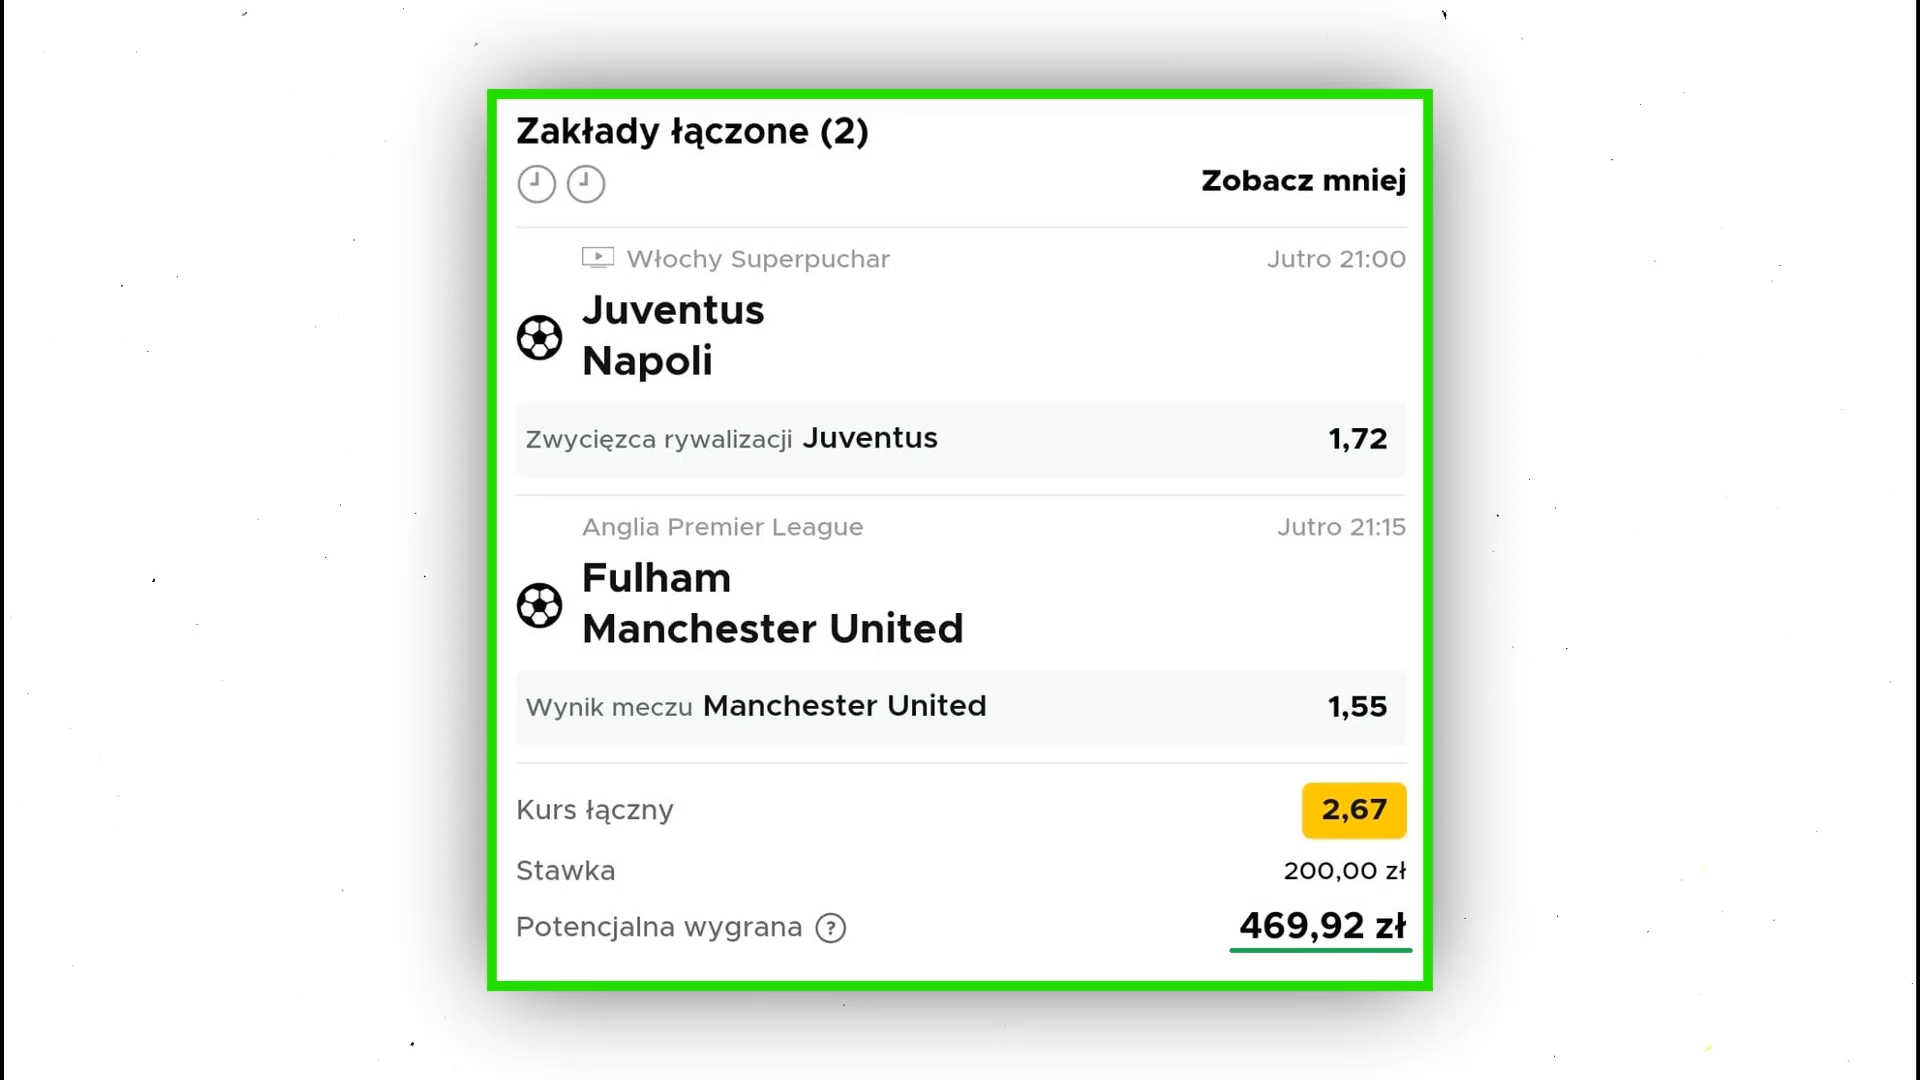 Zakłady łączone (2)
Zobacz mniej
Włochy Superpuchar Jutro 21:00
Juventus
Napoli
Zwycięzca rywalizacji Juventus 1,72
Anglia Premier League Jutro 21:15
Fulham
Manchester United
Wynik meczu Manchester United 1,55
Kurs łączny 2,67
Stawka 200,00 zł
Potencjalna wygrana ? 469,92 zł